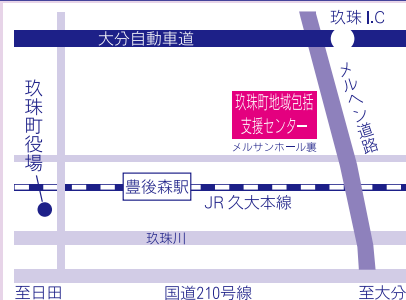 玖珠 I.C
大分自動車道
メルヘン道路
玖珠町役場
玖珠町地域包括
支援センター
メルサンホール裏
豊後森駅
JR 久大本線
玖珠川
至日田
国道210号線
至大分